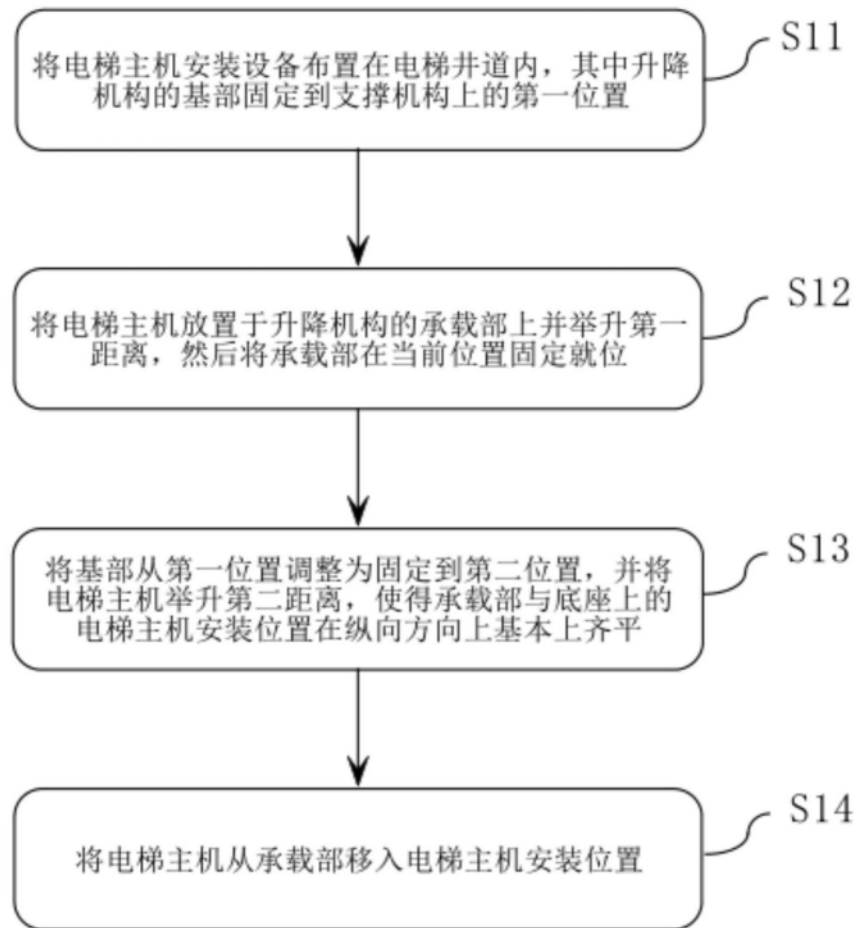 S11
将电梯主机安装设备布置在电梯井道内，其中升降
机构的基部固定到支撑机构上的第一位置
S12
将电梯主机放置于升降机构的承载部上并举升第一
距离，然后将承载部在当前位置固定就位
S13
将基部从第一位置调整为固定到第二位置，并将
电梯主机举升第二距离，使得承载部与底座上的
电梯主机安装位置在纵向方向上基本上齐平
S14
将电梯主机从承载部移入电梯主机安装位置